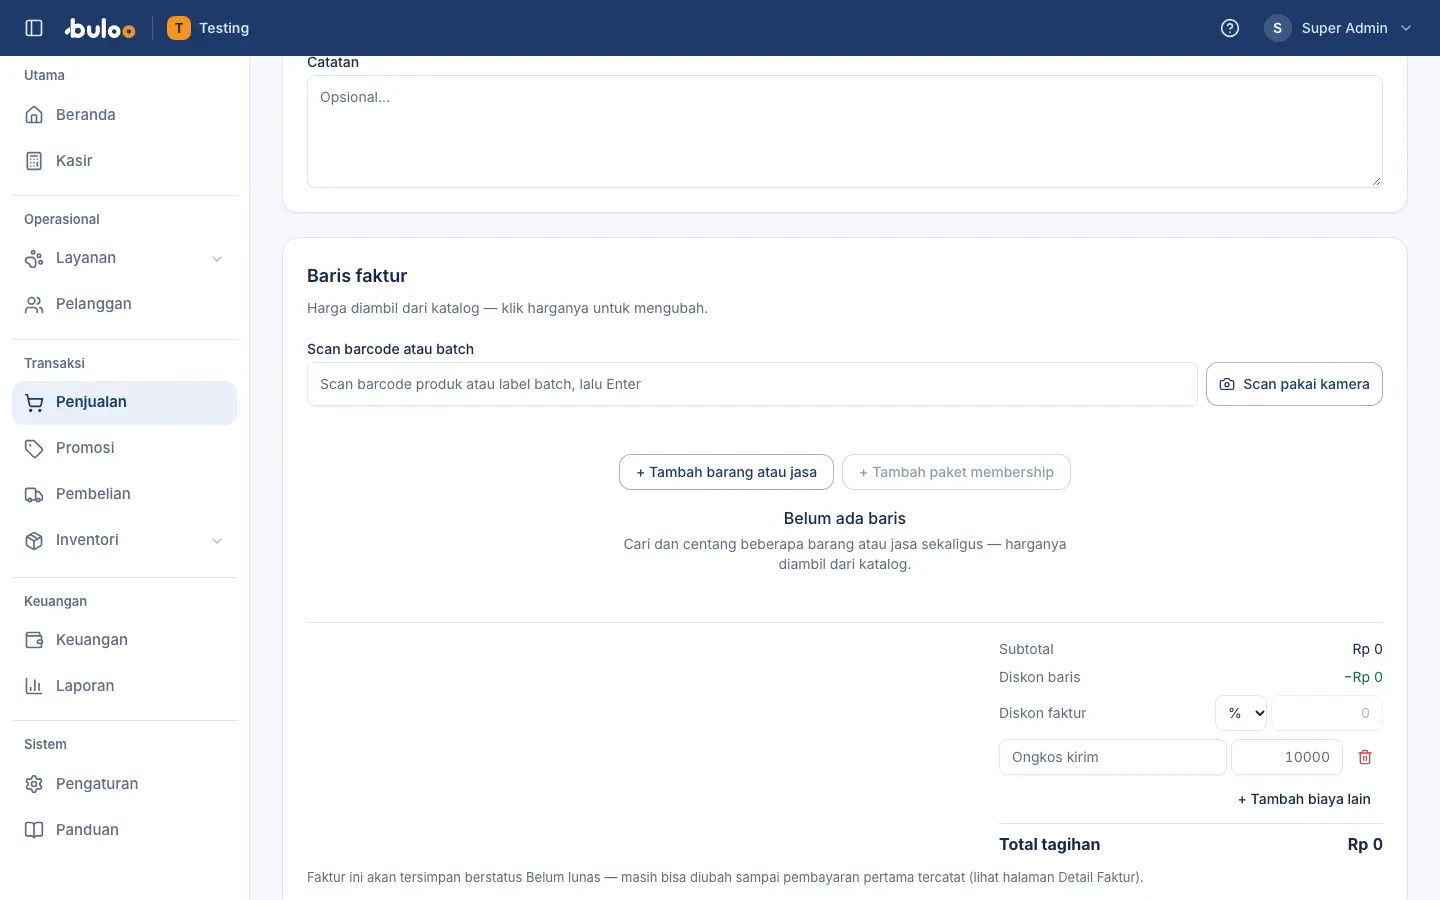 buloo
T Testing
S Super Admin
Utama
Beranda
Kasir
Operasional
Layanan
Pelanggan
Transaksi
Penjualan
Promosi
Pembelian
Inventori
Keuangan
Keuangan
Laporan
Sistem
Pengaturan
Panduan
Catatan
Opsional...
Baris faktur
Harga diambil dari katalog — klik harganya untuk mengubah.
Scan barcode atau batch
Scan barcode produk atau label batch, lalu Enter
Scan pakai kamera
+ Tambah barang atau jasa
+ Tambah paket membership
Belum ada baris
Cari dan centang beberapa barang atau jasa sekaligus — harganya
diambil dari katalog.
Subtotal Rp 0
Diskon baris −Rp 0
Diskon faktur % 0
Ongkos kirim 10000
+ Tambah biaya lain
Total tagihan Rp 0
Faktur ini akan tersimpan berstatus Belum lunas — masih bisa diubah sampai pembayaran pertama tercatat (lihat halaman Detail Faktur).